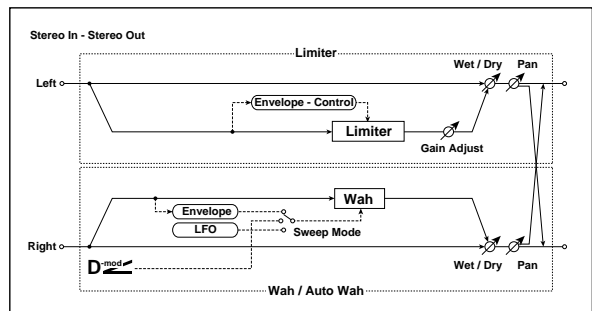 Stereo In - Stereo Out
Limiter
Wet / Dry
Pan
Left
Envelope - Control
Limiter
Gain Adjust
Wah
Envelope
LFO
Sweep Mode
Right
D-mod
Wet / Dry
Pan
Wah / Auto Wah